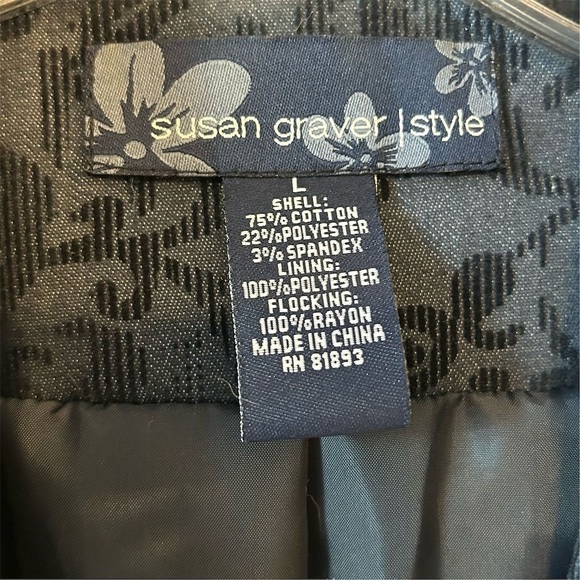 susan graver | style
L
SHELL:
75% COTTON
22% POLYESTER
3% SPANDEX
LINING:
100% POLYESTER
FLOCKING:
100% RAYON
MADE IN CHINA
RN 81893